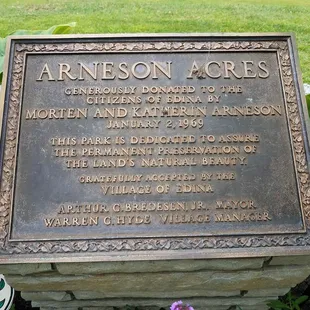 ARNESON ACRES
GENEROUSLY DONATED TO THE
CITIZENS OF EDINA BY
MORTEN AND KATHERIN ARNESON
JANUARY 2, 1969
THIS PARK IS DEDICATED TO ASSURE
THE PERMANENT PRESERVATION OF
THE LAND'S NATURAL BEAUTY
GRATEFULLY ACCEPTED BY THE
VILLAGE OF EDINA
ARTHUR C. BREDESEN, JR. MAYOR
WARREN C. HYDE VILLAGE MANAGER